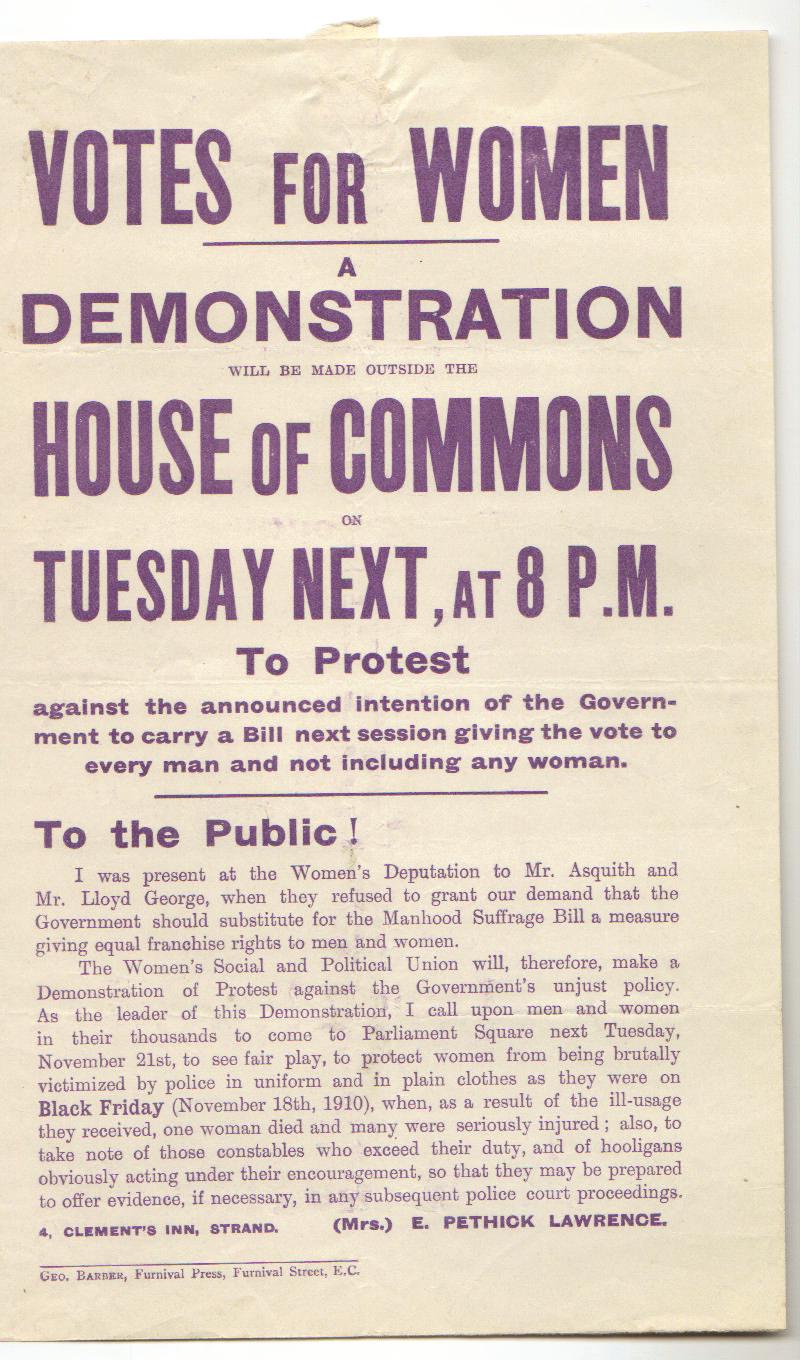 VOTES FOR WOMEN
A
DEMONSTRATION
WILL BE MADE OUTSIDE THE
HOUSE OF COMMONS
ON
TUESDAY NEXT, AT 8 P.M.
To Protest
against the announced intention of the Govern-
ment to carry a Bill next session giving the vote to
every man and not including any woman.
To the Public!
I was present at the Women's Deputation to Mr. Asquith and
Mr. Lloyd George, when they refused to grant our demand that the
Government should substitute for the Manhood Suffrage Bill a measure
giving equal franchise rights to men and women.
The Women's Social and Political Union will, therefore, make a
Demonstration of Protest against the Government's unjust policy.
As the leader of this Demonstration, I call upon men and women
in their thousands to come to Parliament Square next Tuesday,
November 21st, to see fair play, to protect women from being brutally
victimized by police in uniform and in plain clothes as they were on
Black Friday (November 18th, 1910), when, as a result of the ill-usage
they received, one woman died and many were seriously injured; also, to
take note of those constables who exceed their duty, and of hooligans
obviously acting under their encouragement, so that they may be prepared
to offer evidence, if necessary, in any subsequent police court proceedings.
4, CLEMENT'S INN, STRAND. (Mrs.) E. PETHICK LAWRENCE.
GEO. BARBER, Furnival Press, Furnival Street, E.C.